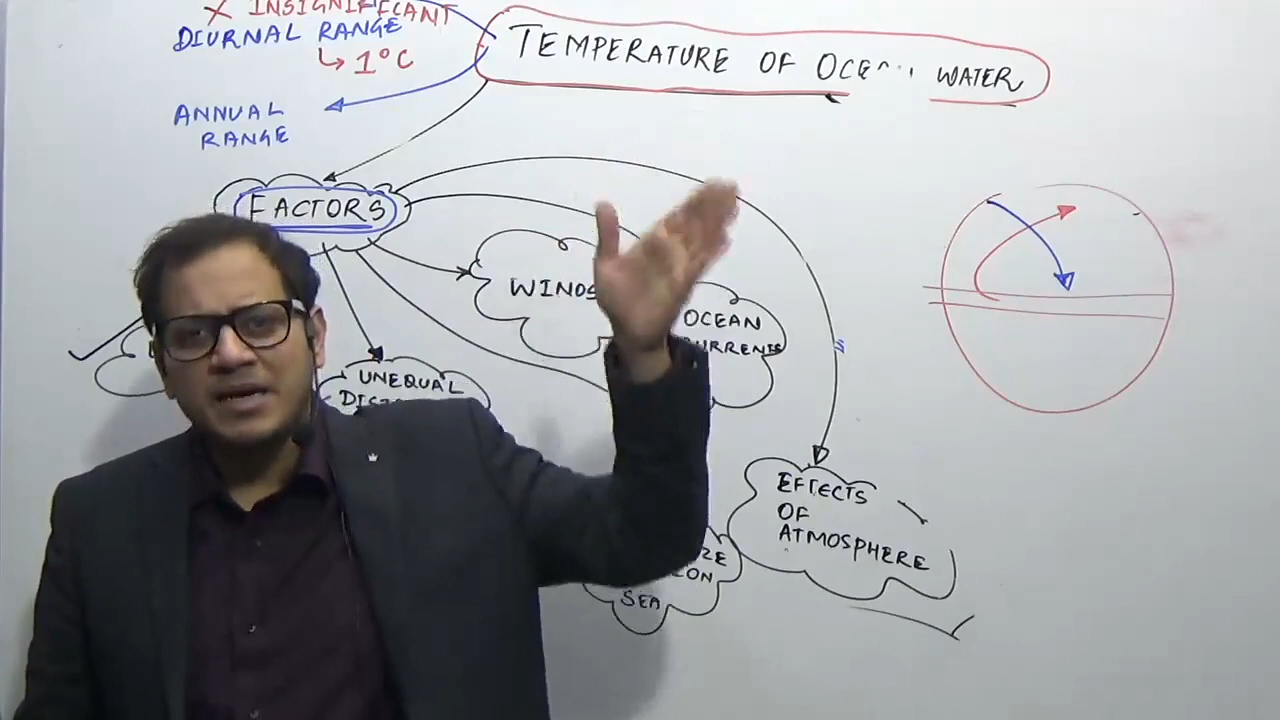 X INSIGNIFICANT
DIURNAL RANGE
↳ 1°C
ANNUAL
RANGE
TEMPERATURE OF WATER
FACTORS
WINDS
OCEAN
UNEQUAL
EFFECTS
OF
ATMOSPHERE
SEA